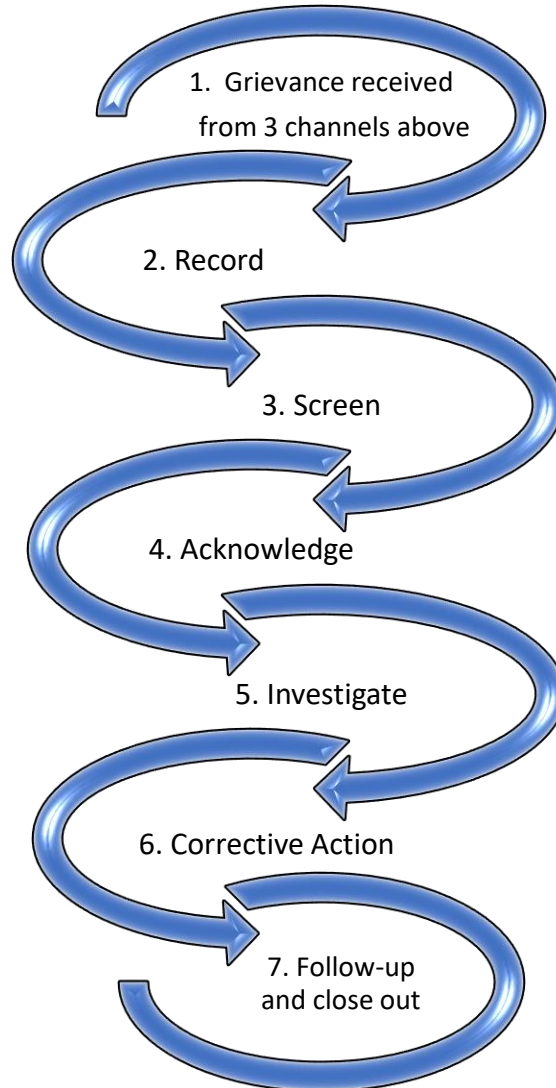 1. Grievance received
from 3 channels above
2. Record
3. Screen
4. Acknowledge
5. Investigate
6. Corrective Action
7. Follow-up
and close out